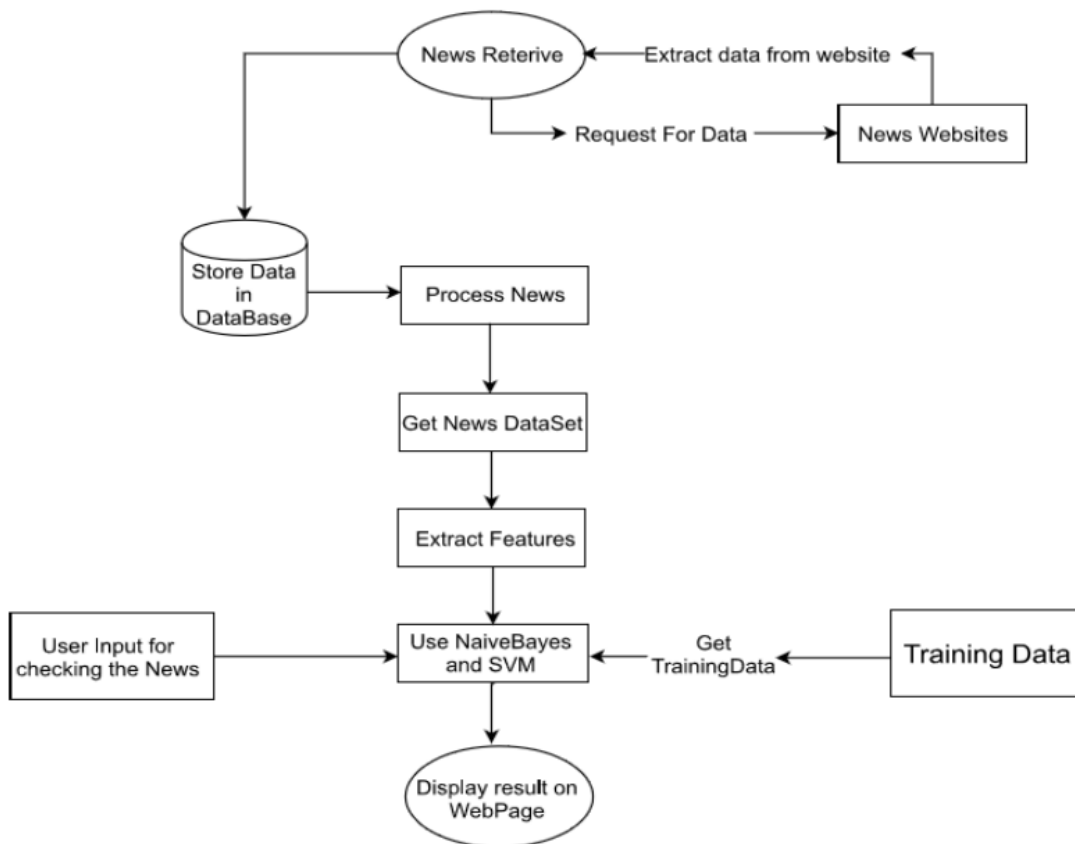 News Reterive
Extract data from website
Request For Data
News Websites
Store Data
in
DataBase
Process News
Get News DataSet
Extract Features
User Input for
checking the News
Use NaiveBayes
and SVM
Get
TrainingData
Training Data
Display result on
WebPage